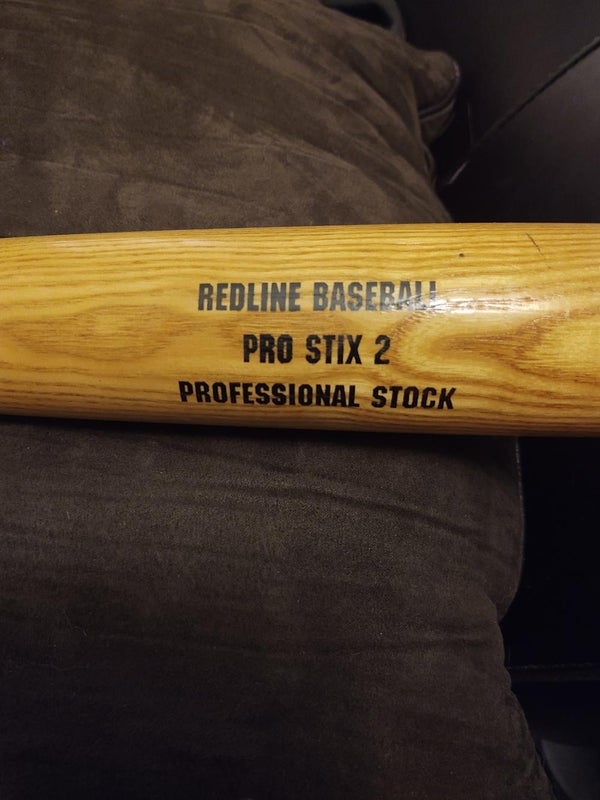 REDLINE BASEBALL
PRO STIX 2
PROFESSIONAL STOCK